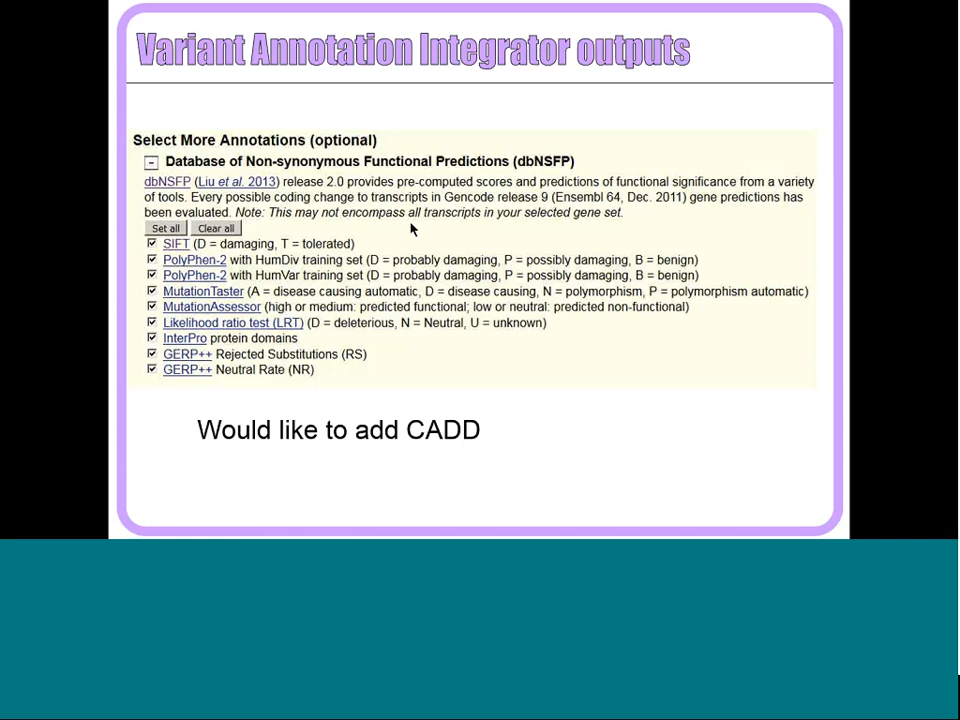 Variant Annotation Integrator outputs
Select More Annotations (optional)
Database of Non-synonymous Functional Predictions (dbNSFP)
dbNSFP (Liu et al. 2013) release 2.0 provides pre-computed scores and predictions of functional significance from a variety
of tools. Every possible coding change to transcripts in Gencode release 9 (Ensembl 64, Dec. 2011) gene predictions has
been evaluated. Note: This may not encompass all transcripts in your selected gene set.
Set all Clear all
SIFT (D = damaging, T = tolerated)
PolyPhen-2 with HumDiv training set (D = probably damaging, P = possibly damaging, B = benign)
PolyPhen-2 with HumVar training set (D = probably damaging, P = possibly damaging, B = benign)
MutationTaster (A = disease causing automatic, D = disease causing, N = polymorphism, P = polymorphism automatic)
MutationAssessor (high or medium: predicted functional; low or neutral: predicted non-functional)
Likelihood ratio test (LRT) (D = deleterious, N = Neutral, U = unknown)
InterPro protein domains
GERP++ Rejected Substitutions (RS)
GERP++ Neutral Rate (NR)
Would like to add CADD